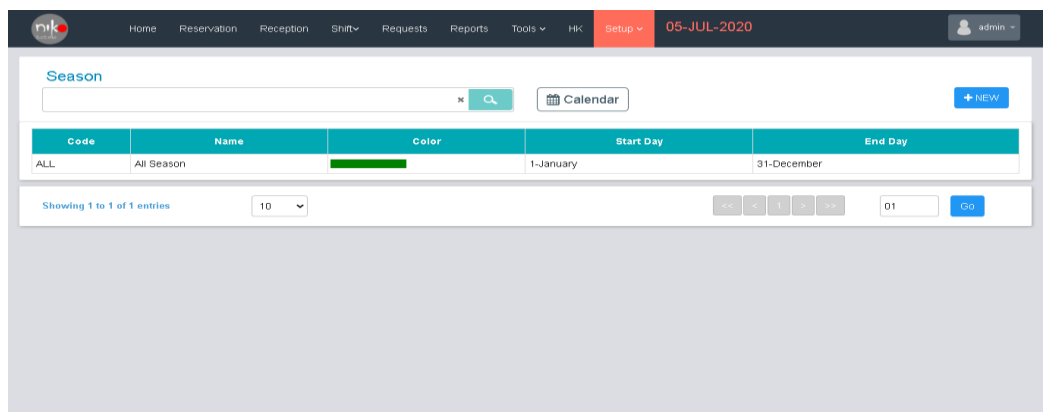 niko Home Reservation Reception Shift Requests Reports Tools HK Setup 05-JUL-2020 admin
Season
Calendar + NEW
Code Name Color Start Day End Day
ALL All Season 1-January 31-December
Showing 1 to 1 of 1 entries 10 << < 1 > >> 01 Go